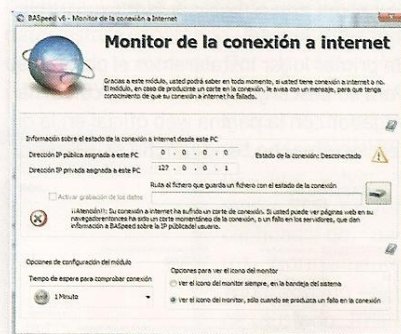 BASpeed v6 - Monitor de la conexión a Internet
Monitor de la conexión a internet
Gracias a este módulo, usted podrá saber en todo momento, si usted tiene conexión a internet o no.
El módulo, en caso de producirse un corte en la conexión, le avisa con un mensaje, para que tenga
conocimiento de que su conexión a internet ha fallado.
Información sobre el estado de la conexión a Internet desde este PC
Dirección IP pública asignada a este PC 0 . 0 . 0 . 0 Estado de la conexión: Desconectado
Dirección IP privada asignada a este PC 127 . 0 . 0 . 1
Ruta al fichero que guarda un fichero con el estado de la conexión
Activar grabación de los datos
¡¡Atención!!: Su conexión a internet ha sufrido un corte de conexión. Si usted puede ver páginas web en su
navegador entonces ha sido un corte momentáneo de la conexión, o un fallo en los servidores, que dan
información a BASpeed sobre la IP pública del usuario.
Opciones de configuración del módulo
Tiempo de espera para comprobar conexión
1 Minuto
Opciones para ver el icono del monitor
Ver el icono del monitor siempre, en la bandeja del sistema
Ver el icono del monitor, sólo cuando se produzca un fallo en la conexión